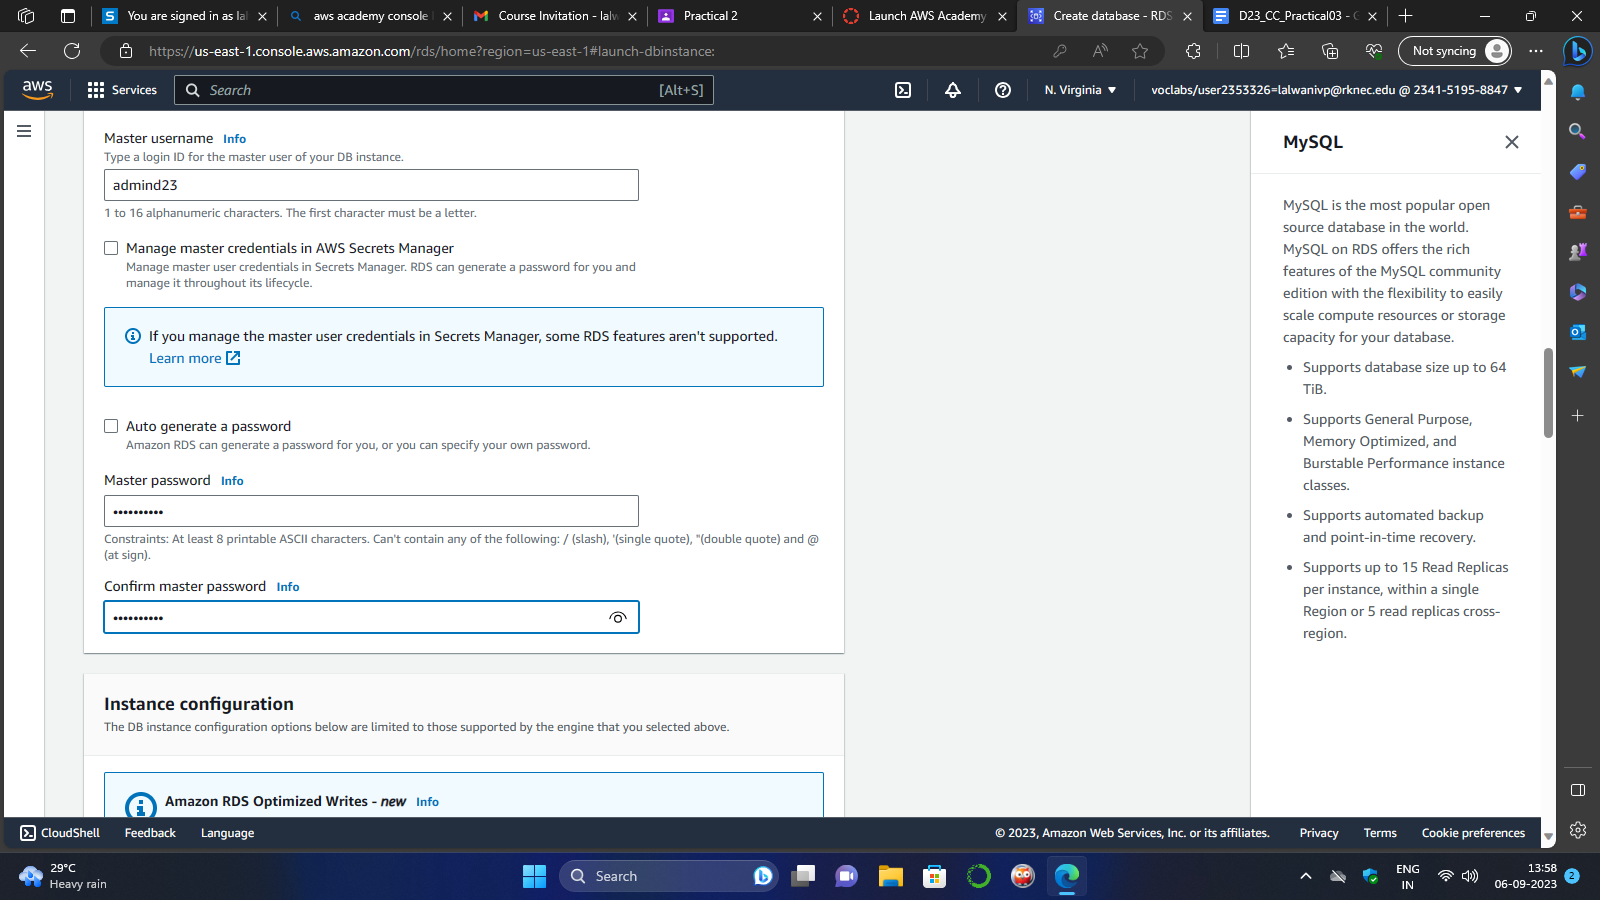 You are signed in as lal
aws academy console l
Course Invitation - lalw
Practical 2
Launch AWS Academy
Create database - RDS
D23_CC_Practical03 - G
https://us-east-1.console.aws.amazon.com/rds/home?region=us-east-1#launch-dbinstance:
Not syncing
aws
Services
Search
[Alt+S]
N. Virginia
voclabs/user2353326=lalwanivp@rknec.edu @ 2341-5195-8847
Master username Info
Type a login ID for the master user of your DB instance.
admind23
1 to 16 alphanumeric characters. The first character must be a letter.
Manage master credentials in AWS Secrets Manager
Manage master user credentials in Secrets Manager. RDS can generate a password for you and
manage it throughout its lifecycle.
If you manage the master user credentials in Secrets Manager, some RDS features aren't supported.
Learn more
Auto generate a password
Amazon RDS can generate a password for you, or you can specify your own password.
Master password Info
••••••••••
Constraints: At least 8 printable ASCII characters. Can't contain any of the following: / (slash), '(single quote), "(double quote) and @
(at sign).
Confirm master password Info
••••••••••
Instance configuration
The DB instance configuration options below are limited to those supported by the engine that you selected above.
Amazon RDS Optimized Writes - new Info
MySQL
MySQL is the most popular open
source database in the world.
MySQL on RDS offers the rich
features of the MySQL community
edition with the flexibility to easily
scale compute resources or storage
capacity for your database.
• Supports database size up to 64
TiB.
• Supports General Purpose,
Memory Optimized, and
Burstable Performance instance
classes.
• Supports automated backup
and point-in-time recovery.
• Supports up to 15 Read Replicas
per instance, within a single
Region or 5 read replicas cross-
region.
CloudShell
Feedback
Language
© 2023, Amazon Web Services, Inc. or its affiliates.
Privacy
Terms
Cookie preferences
29°C
Heavy rain
Search
ENG
IN
13:58
06-09-2023
2